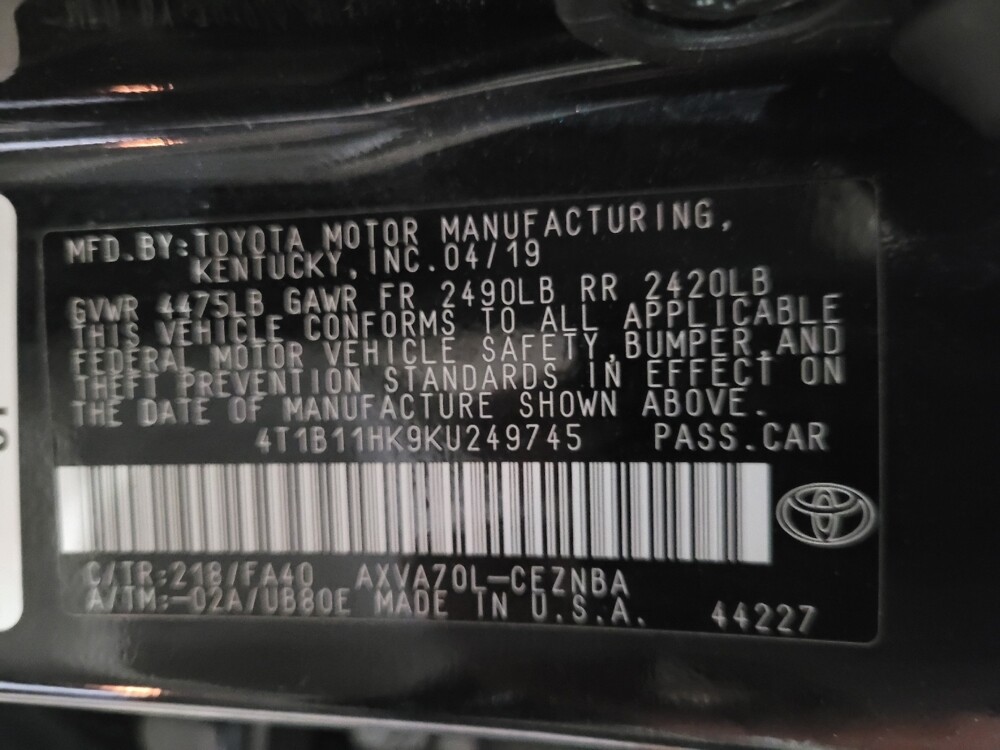 MFD.BY:TOYOTA MOTOR MANUFACTURING,
KENTUCKY,INC.04/19
GVWR 4475LB GAWR FR 2490LB RR 2420LB
THIS VEHICLE CONFORMS TO ALL APPLICABLE
FEDERAL MOTOR VEHICLE SAFETY,BUMPER,AND
THEFT PREVENTION STANDARDS IN EFFECT ON
THE DATE OF MANUFACTURE SHOWN ABOVE.
4T1B11HK9KU249745 PASS.CAR
C/TR:218/FA40 AXVA70L-CEZNBA
A/TM:-02A/UB80E MADE IN U.S.A. 44227